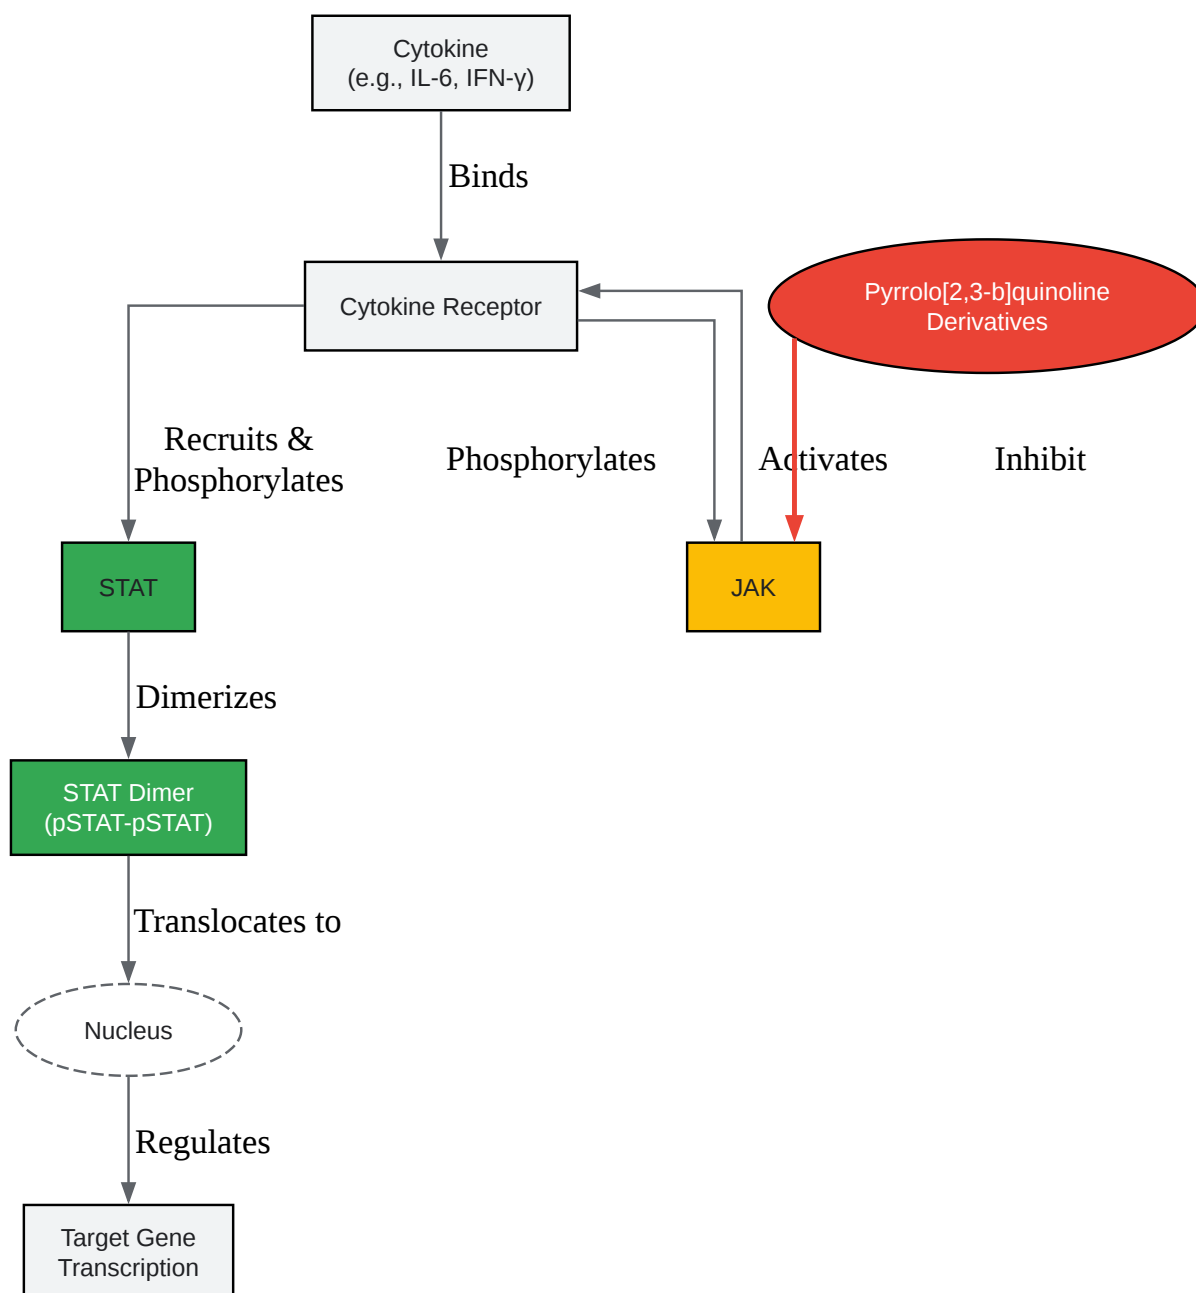 Cytokine
(e.g., IL-6, IFN-γ)
Binds
Cytokine Receptor
Pyrrolo[2,3-b]quinoline
Derivatives
Recruits &
Phosphorylates
Phosphorylates
Activates
Inhibit
STAT
JAK
Dimerizes
STAT Dimer
(pSTAT-pSTAT)
Translocates to
Nucleus
Regulates
Target Gene
Transcription